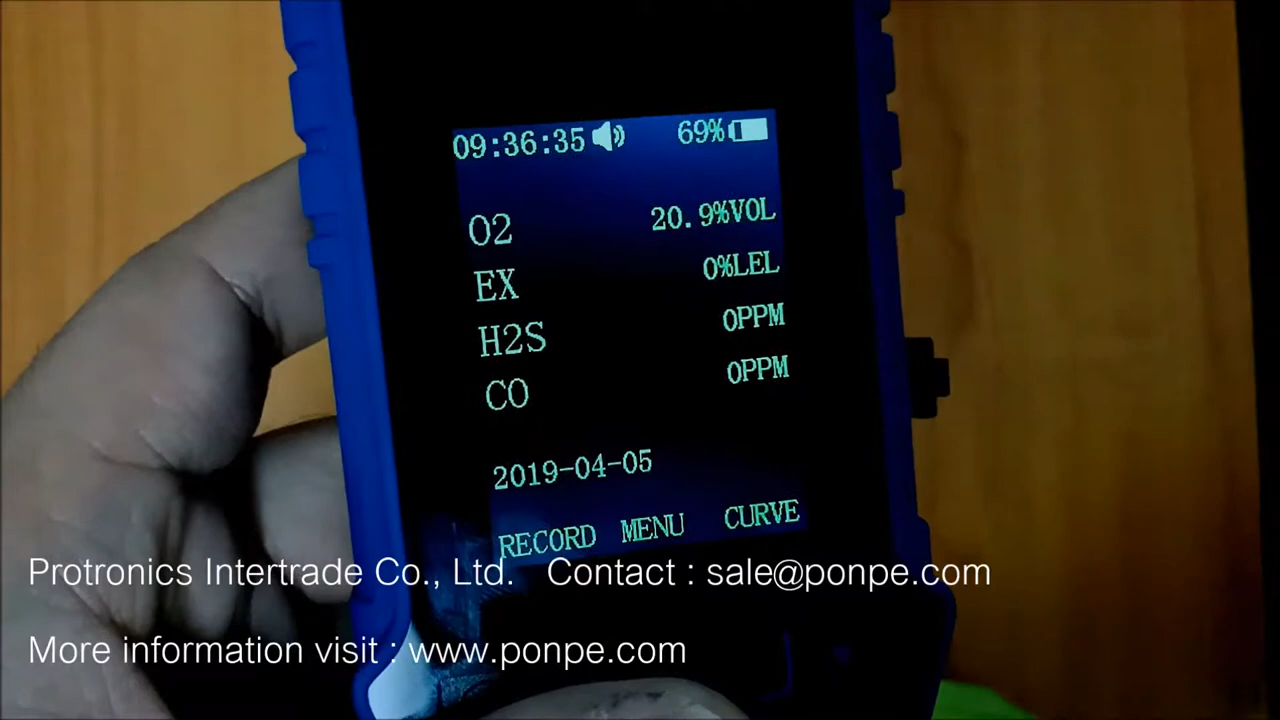 09:36:35 69%
O2 20.9%VOL
EX 0%LEL
H2S 0PPM
CO 0PPM
2019-04-05
RECORD MENU CURVE
Protronics Intertrade Co., Ltd. Contact : sale@ponpe.com
More information visit : www.ponpe.com